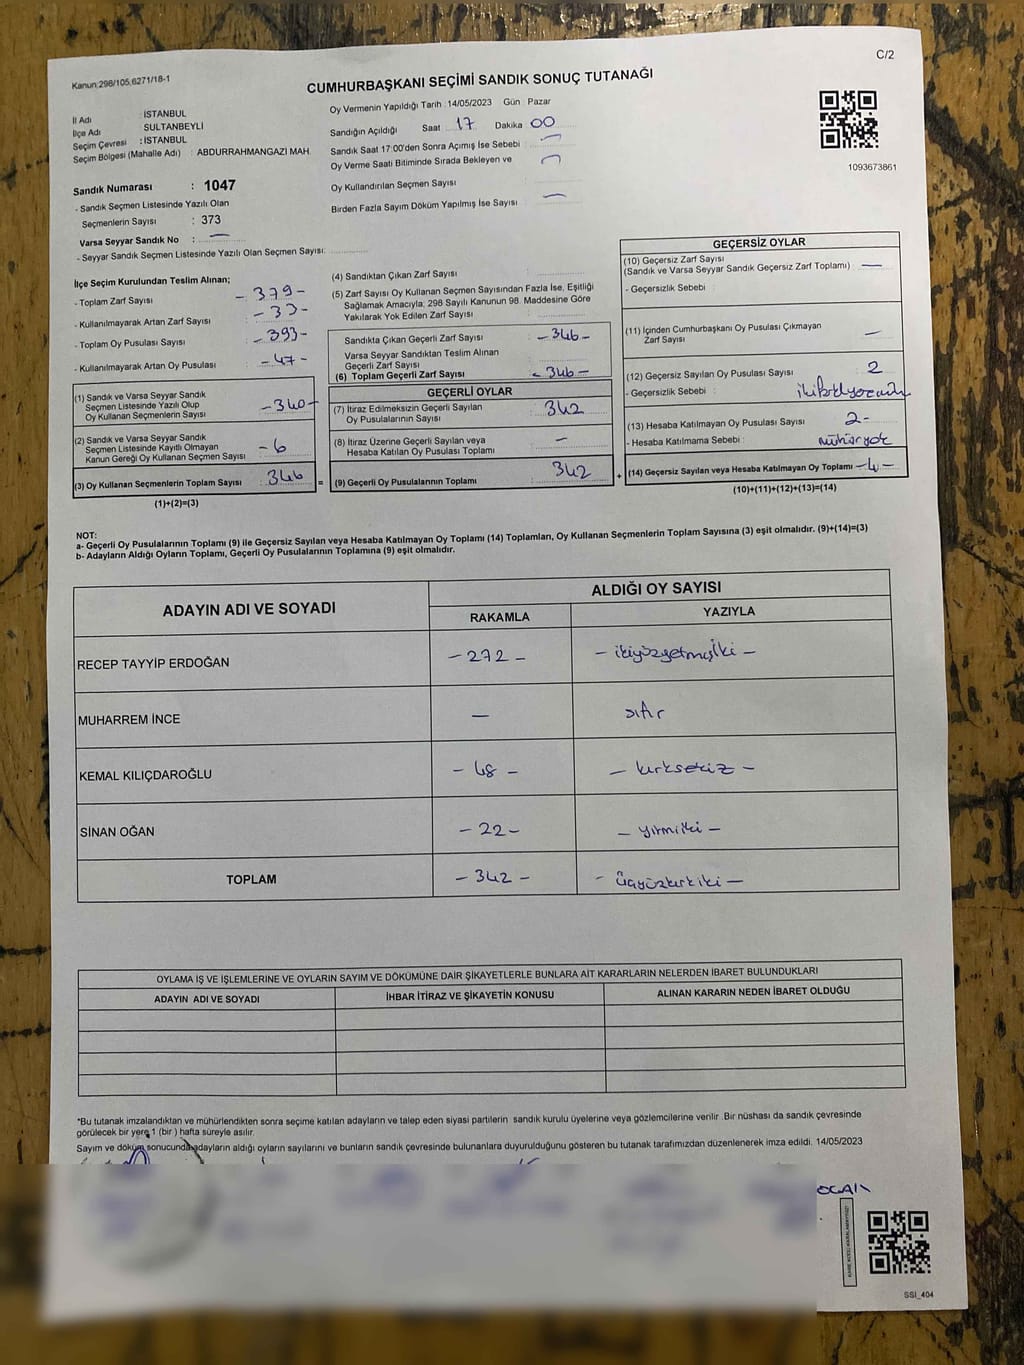 C/2
Kanun:298/105,6271/18-1
CUMHURBAŞKANI SEÇİMİ SANDIK SONUÇ TUTANAĞI
İl Adı : İSTANBUL
İlçe Adı : SULTANBEYLİ
Seçim Çevresi : İSTANBUL
Seçim Bölgesi (Mahalle Adı) : ABDURRAHMANGAZİ MAH.
Oy Vermenin Yapıldığı Tarih : 14/05/2023 Gün Pazar
Sandığın Açıldığı Saat 17 Dakika 00
Sandık Saat 17:00'den Sonra Açımış İse Sebebi : —
Oy Verme Saati Bitiminde Sırada Bekleyen ve —
Oy Kullandırılan Seçmen Sayısı
Birden Fazla Sayım Döküm Yapılmış İse Sayısı : —
1093673861
Sandık Numarası : 1047
- Sandık Seçmen Listesinde Yazılı Olan
Seçmenlerin Sayısı : 373
Varsa Seyyar Sandık No : —
- Seyyar Sandık Seçmen Listesinde Yazılı Olan Seçmen Sayısı:
İlçe Seçim Kurulundan Teslim Alınan;
- Toplam Zarf Sayısı : - 379 -
- Kullanılmayarak Artan Zarf Sayısı : - 33 -
- Toplam Oy Pusulası Sayısı : - 393 -
- Kullanılmayarak Artan Oy Pusulası : - 47 -
(1) Sandık ve Varsa Seyyar Sandık
Seçmen Listesinde Yazılı Olup
Oy Kullanan Seçmenlerin Sayısı - 340 -
(2) Sandık ve Varsa Seyyar Sandık
Seçmen Listesinde Kayıtlı Olmayan
Kanun Gereği Oy Kullanan Seçmen Sayısı - 6
(3) Oy Kullanan Seçmenlerin Toplam Sayısı : 346 =
(1)+(2)=(3)
(4) Sandıktan Çıkan Zarf Sayısı :
(5) Zarf Sayısı Oy Kullanan Seçmen Sayısından Fazla İse, Eşitliği
Sağlamak Amacıyla; 298 Sayılı Kanunun 98. Maddesine Göre
Yakılarak Yok Edilen Zarf Sayısı :
Sandıkta Çıkan Geçerli Zarf Sayısı : - 346 -
Varsa Seyyar Sandıktan Teslim Alınan
Geçerli Zarf Sayısı :
(6) Toplam Geçerli Zarf Sayısı : - 346 -
GEÇERLİ OYLAR
(7) İtiraz Edilmeksizin Geçerli Sayılan
Oy Pusulalarının Sayısı : 342
(8) İtiraz Üzerine Geçerli Sayılan veya
Hesaba Katılan Oy Pusulası Toplamı : —
(9) Geçerli Oy Pusulalarının Toplamı : 342 +
GEÇERSİZ OYLAR
(10) Geçersiz Zarf Sayısı
(Sandık ve Varsa Seyyar Sandık Geçersiz Zarf Toplamı) : —
- Geçersizlik Sebebi :
(11) İçinden Cumhurbaşkanı Oy Pusulası Çıkmayan
Zarf Sayısı : —
(12) Geçersiz Sayılan Oy Pusulası Sayısı : 2
- Geçersizlik Sebebi :
(13) Hesaba Katılmayan Oy Pusulası Sayısı : 2 -
- Hesaba Katılmama Sebebi : mühür yok
(14) Geçersiz Sayılan veya Hesaba Katılmayan Oy Toplamı - 4 -
(10)+(11)+(12)+(13)=(14)
NOT:
a- Geçerli Oy Pusulalarının Toplamı (9) ile Geçersiz Sayılan veya Hesaba Katılmayan Oy Toplamı (14) Toplamları, Oy Kullanan Seçmenlerin Toplam Sayısına (3) eşit olmalıdır. (9)+(14)=(3)
b- Adayların Aldığı Oyların Toplamı, Geçerli Oy Pusulalarının Toplamına (9) eşit olmalıdır.
ADAYIN ADI VE SOYADI
ALDIĞI OY SAYISI
RAKAMLA YAZIYLA
RECEP TAYYİP ERDOĞAN - 272 - - ikiyüzyetmişiki -
MUHARREM İNCE — sıfır
KEMAL KILIÇDAROĞLU - 48 - - kırksekiz -
SİNAN OĞAN - 22 - - yirmiiki -
TOPLAM - 342 - - üçyüzkırkiki -
OYLAMA İŞ VE İŞLEMLERİNE VE OYLARIN SAYIM VE DÖKÜMÜNE DAİR ŞİKAYETLERLE BUNLARA AİT KARARLARIN NELERDEN İBARET BULUNDUKLARI
ADAYIN ADI VE SOYADI İHBAR İTİRAZ VE ŞİKAYETİN KONUSU ALINAN KARARIN NEDEN İBARET OLDUĞU
*Bu tutanak imzalandıktan ve mühürlendikten sonra seçime katılan adayların ve talep eden siyasi partilerin sandık kurulu üyelerine veya gözlemcilerine verilir .Bir nüshası da sandık çevresinde
görülecek bir yere 1 (bir ) hafta süreyle asılır.
Sayım ve döküm sonucunda adayların aldığı oyların sayılarını ve bunların sandık çevresinde bulunanlara duyurulduğunu gösteren bu tutanak tarafımızdan düzenlenerek imza edildi. 14/05/2023
SSI_404